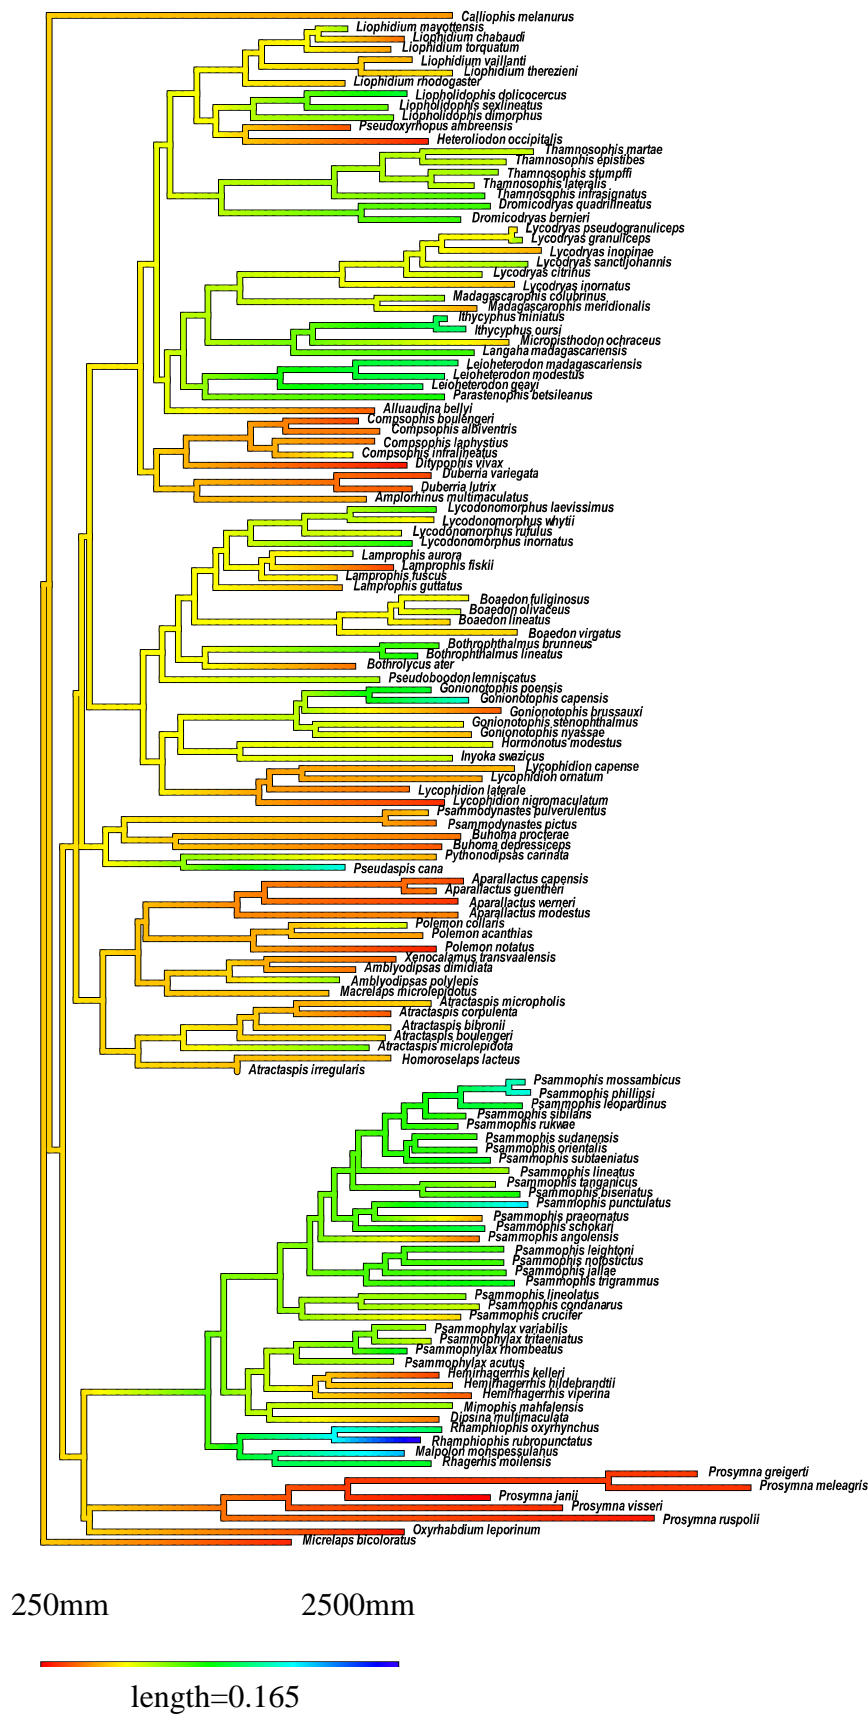 Calliophis melanurus
Liophidium mayottensis
Liophidium chabaudi
Liophidium torquatum
Liophidium vaillanti
Liophidium therezieni
Liophidium rhodogaster
Liopholidophis dolicocercus
Liopholidophis sexlineatus
Liopholidophis dimorphus
Pseudoxyrhopus ambreensis
Heteroliodon occipitalis
Thamnosophis martae
Thamnosophis epistibes
Thamnosophis stumpffi
Thamnosophis lateralis
Thamnosophis infrasignatus
Dromicodryas quadrilineatus
Dromicodryas bernieri
Lycodryas pseudogranuliceps
Lycodryas granuliceps
Lycodryas inopinae
Lycodryas sanctijohannis
Lycodryas citrinus
Lycodryas inornatus
Madagascarophis colubrinus
Madagascarophis meridionalis
Ithycyphus miniatus
Ithycyphus oursi
Micropisthodon ochraceus
Langaha madagascariensis
Leioheterodon madagascariensis
Leioheterodon modestus
Leioheterodon geayi
Parastenophis betsileanus
Alluaudina bellyi
Compsophis boulengeri
Compsophis albiventris
Compsophis laphystius
Compsophis infralineatus
Ditypophis vivax
Duberria variegata
Duberria lutrix
Amplorhinus multimaculatus
Lycodonomorphus laevissimus
Lycodonomorphus whytii
Lycodonomorphus rufulus
Lycodonomorphus inornatus
Lamprophis aurora
Lamprophis fiskii
Lamprophis fuscus
Lamprophis guttatus
Boaedon fuliginosus
Boaedon olivaceus
Boaedon lineatus
Boaedon virgatus
Bothrophthalmus brunneus
Bothrophthalmus lineatus
Bothrolycus ater
Pseudoboodon lemniscatus
Gonionotophis poensis
Gonionotophis capensis
Gonionotophis brussauxi
Gonionotophis stenophthalmus
Gonionotophis nyassae
Hormonotus modestus
Inyoka swazicus
Lycophidion capense
Lycophidion ornatum
Lycophidion laterale
Lycophidion nigromaculatum
Psammodynastes pulverulentus
Psammodynastes pictus
Buhoma procterae
Buhoma depressiceps
Pythonodipsas carinata
Pseudaspis cana
Aparallactus capensis
Aparallactus guentheri
Aparallactus werneri
Aparallactus modestus
Polemon collaris
Polemon acanthias
Polemon notatus
Xenocalamus transvaalensis
Amblyodipsas dimidiata
Amblyodipsas polylepis
Macrelaps microlepidotus
Atractaspis micropholis
Atractaspis corpulenta
Atractaspis bibronii
Atractaspis boulengeri
Atractaspis microlepidota
Homoroselaps lacteus
Atractaspis irregularis
Psammophis mossambicus
Psammophis phillipsi
Psammophis leopardinus
Psammophis sibilans
Psammophis rukwae
Psammophis sudanensis
Psammophis orientalis
Psammophis subtaeniatus
Psammophis lineatus
Psammophis tanganicus
Psammophis biseriatus
Psammophis punctulatus
Psammophis praeornatus
Psammophis schokari
Psammophis angolensis
Psammophis leightoni
Psammophis notostictus
Psammophis jallae
Psammophis trigrammus
Psammophis lineolatus
Psammophis condanarus
Psammophis crucifer
Psammophylax variabilis
Psammophylax tritaeniatus
Psammophylax rhombeatus
Psammophylax acutus
Hemirhagerrhis kelleri
Hemirhagerrhis hildebrandtii
Hemirhagerrhis viperina
Mimophis mahfalensis
Dipsina multimaculata
Rhamphiophis oxyrhynchus
Rhamphiophis rubropunctatus
Malpolon monspessulanus
Rhagerhis moilensis
Prosymna greigerti
Prosymna meleagris
Prosymna janii
Prosymna visseri
Prosymna ruspolii
Oxyrhabdium leporinum
Micrelaps bicoloratus
250mm 2500mm
length=0.165